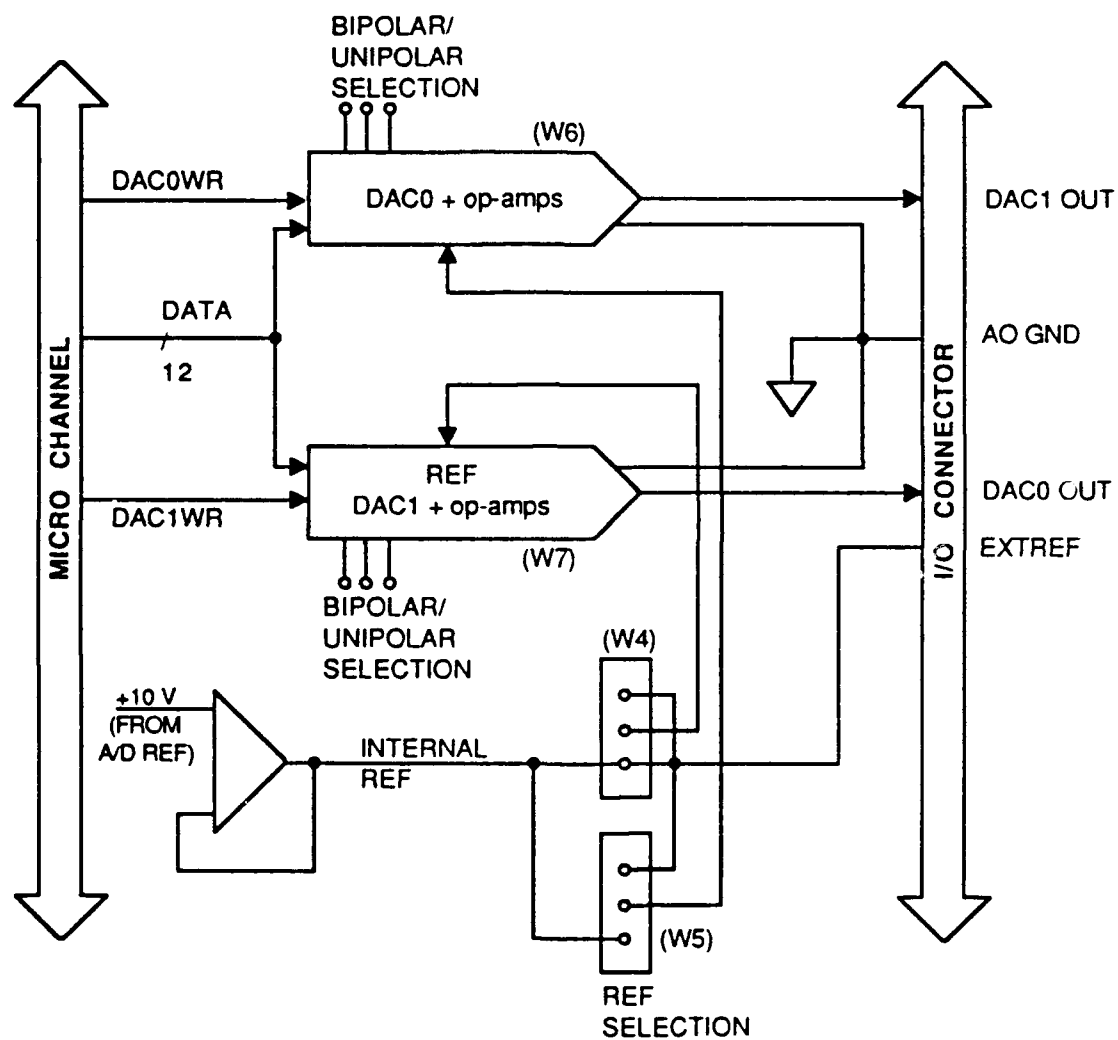 BIPOLAR/
UNIPOLAR
SELECTION
(W6)
DAC0WR
DAC0 + op-amps
DAC1 OUT
DATA
12
AO GND
MICRO CHANNEL
I/O CONNECTOR
REF
DAC1 + op-amps
DAC0 OUT
DAC1WR
(W7)
EXTREF
BIPOLAR/
UNIPOLAR
SELECTION
(W4)
+10 V
(FROM
A/D REF)
INTERNAL
REF
(W5)
REF
SELECTION